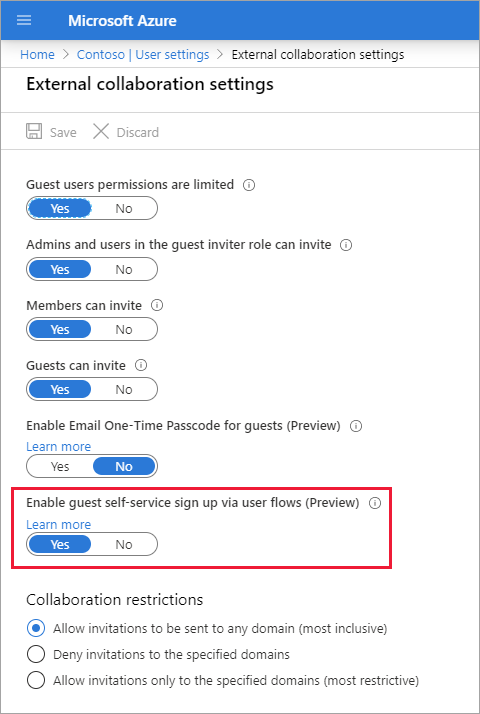 Microsoft Azure
Home > Contoso | User settings > External collaboration settings
External collaboration settings
Save Discard
Guest users permissions are limited
Yes No
Admins and users in the guest inviter role can invite
Yes No
Members can invite
Yes No
Guests can invite
Yes No
Enable Email One-Time Passcode for guests (Preview)
Learn more
Yes No
Enable guest self-service sign up via user flows (Preview)
Learn more
Yes No
Collaboration restrictions
Allow invitations to be sent to any domain (most inclusive)
Deny invitations to the specified domains
Allow invitations only to the specified domains (most restrictive)